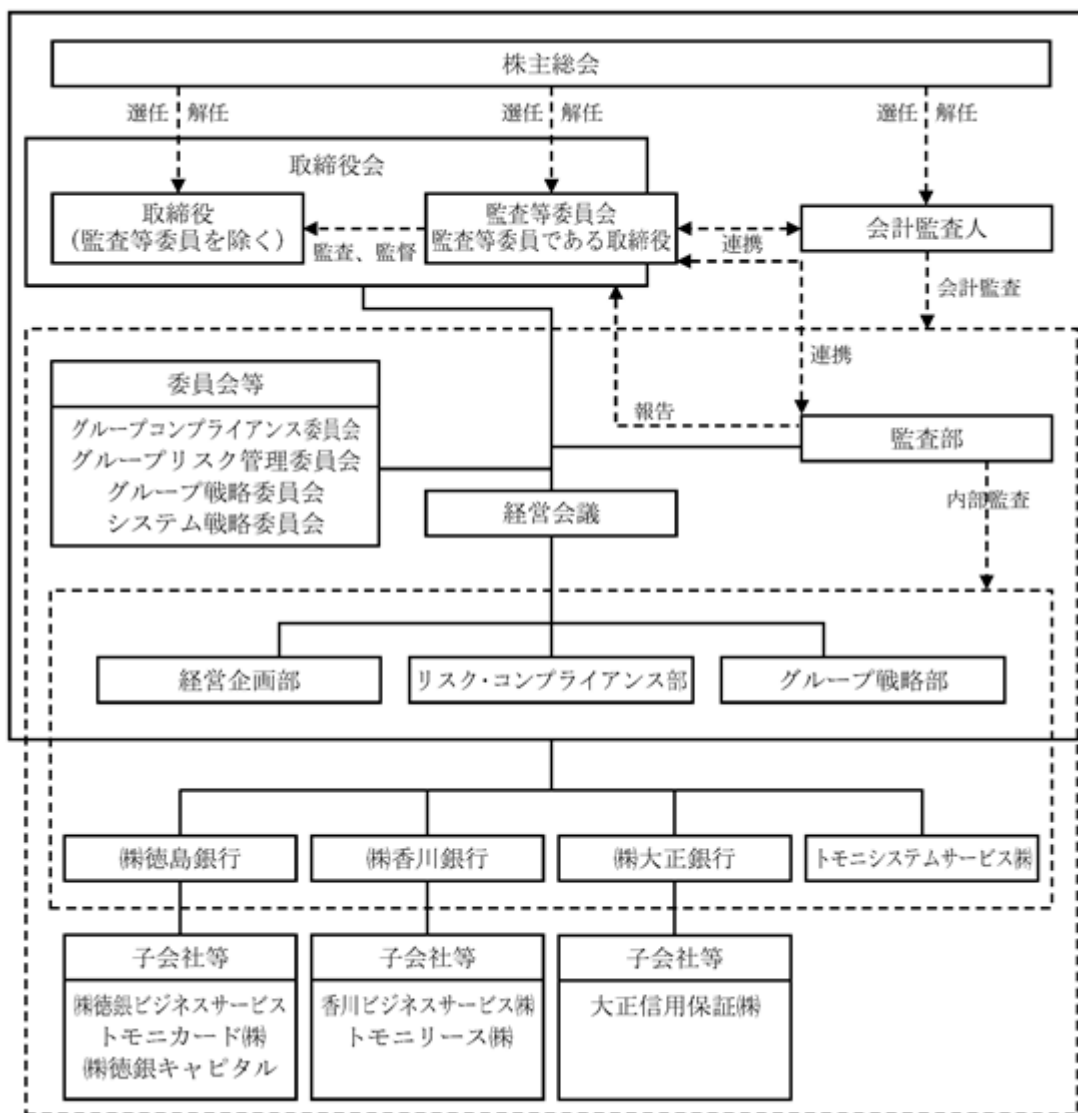 株主総会
選任 解任
選任 解任
選任 解任
取締役会
取締役
(監査等委員を除く)
監査、監督
監査等委員会
監査等委員である取締役
連携
会計監査人
会計監査
連携
委員会等
グループコンプライアンス委員会
グループリスク管理委員会
グループ戦略委員会
システム戦略委員会
報告
監査部
経営会議
内部監査
経営企画部
リスク・コンプライアンス部
グループ戦略部
㈱徳島銀行
㈱香川銀行
㈱大正銀行
トモニシステムサービス㈱
子会社等
㈱徳銀ビジネスサービス
トモニカード㈱
㈱徳銀キャピタル
子会社等
香川ビジネスサービス㈱
トモニリース㈱
子会社等
大正信用保証㈱